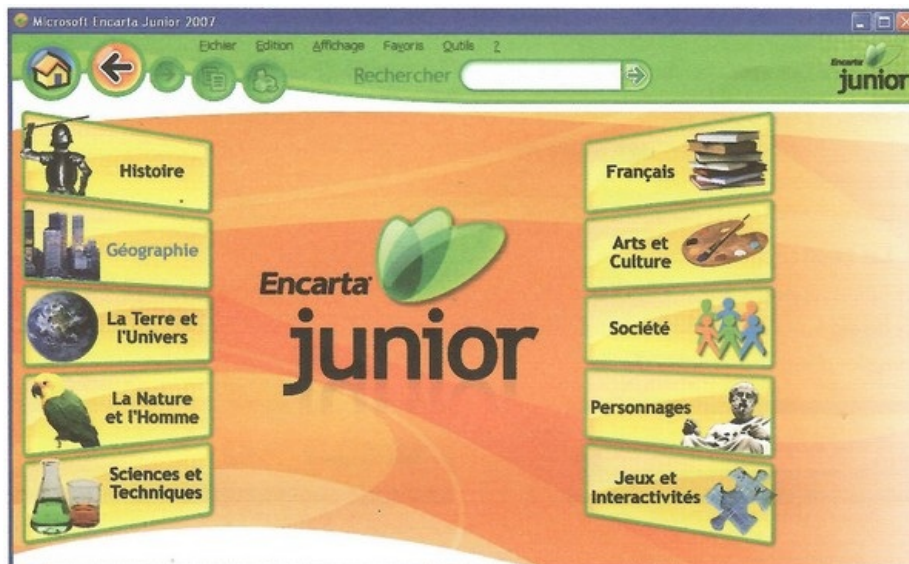 Microsoft Encarta Junior 2007
Fichier Edition Affichage Favoris Outils ?
Rechercher
Encarta
junior
Histoire
Géographie
La Terre et
l'Univers
La Nature
et l'Homme
Sciences et
Techniques
Encarta
junior
Français
Arts et
Culture
Société
Personnages
Jeux et
Interactivités